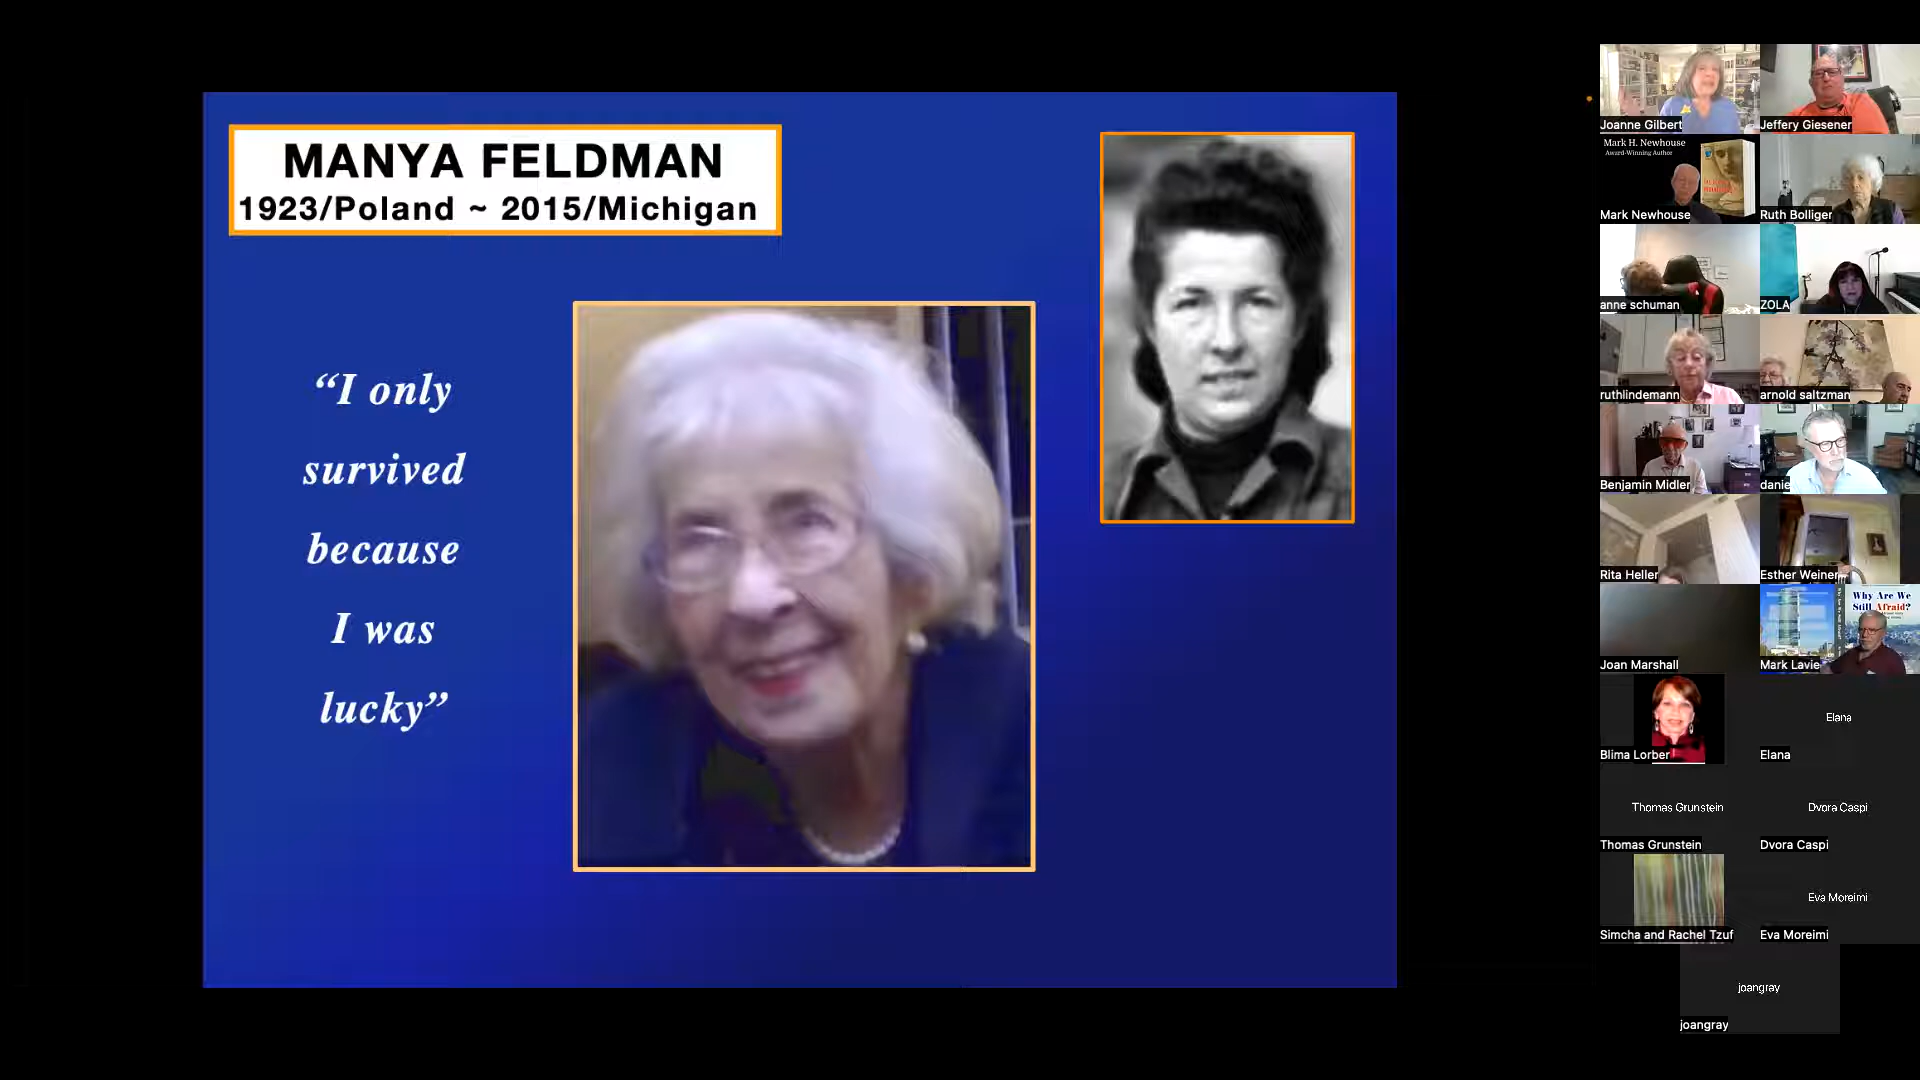 MANYA FELDMAN
1923/Poland ~ 2015/Michigan
“I only
survived
because
I was
lucky”
Joanne Gilbert
Jeffery Giesener
Mark H. Newhouse
Award-Winning Author
Mark Newhouse
Ruth Bolliger
anne schuman
ZOLA
ruthlindemann
arnold saltzman
Benjamin Midler
danie
Rita Heller
Esther Weiner
Joan Marshall
Why Are We
Still Afraid?
Mark Lavie
Blima Lorber
Elana
Elana
Thomas Grunstein
Dvora Caspi
Thomas Grunstein
Dvora Caspi
Eva Moreimi
Simcha and Rachel Tzuf
Eva Moreimi
joangray
joangray